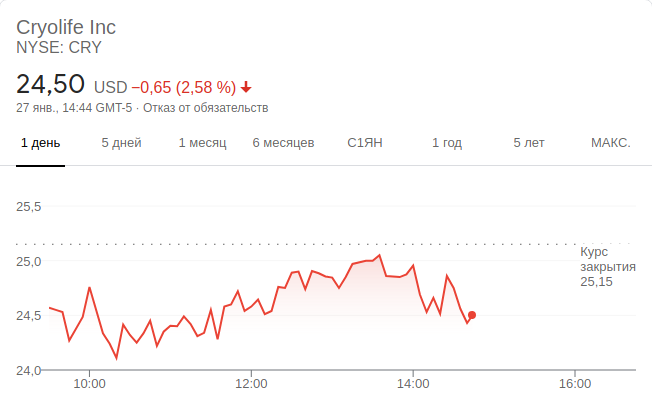 Cryolife Inc
NYSE: CRY
24,50 USD −0,65 (2,58 %)
27 янв., 14:44 GMT-5 · Отказ от обязательств
1 день 5 дней 1 месяц 6 месяцев С1ЯН 1 год 5 лет МАКС.
25,5
25,0
24,5
24,0
Курс
закрытия
25,15
10:00 12:00 14:00 16:00